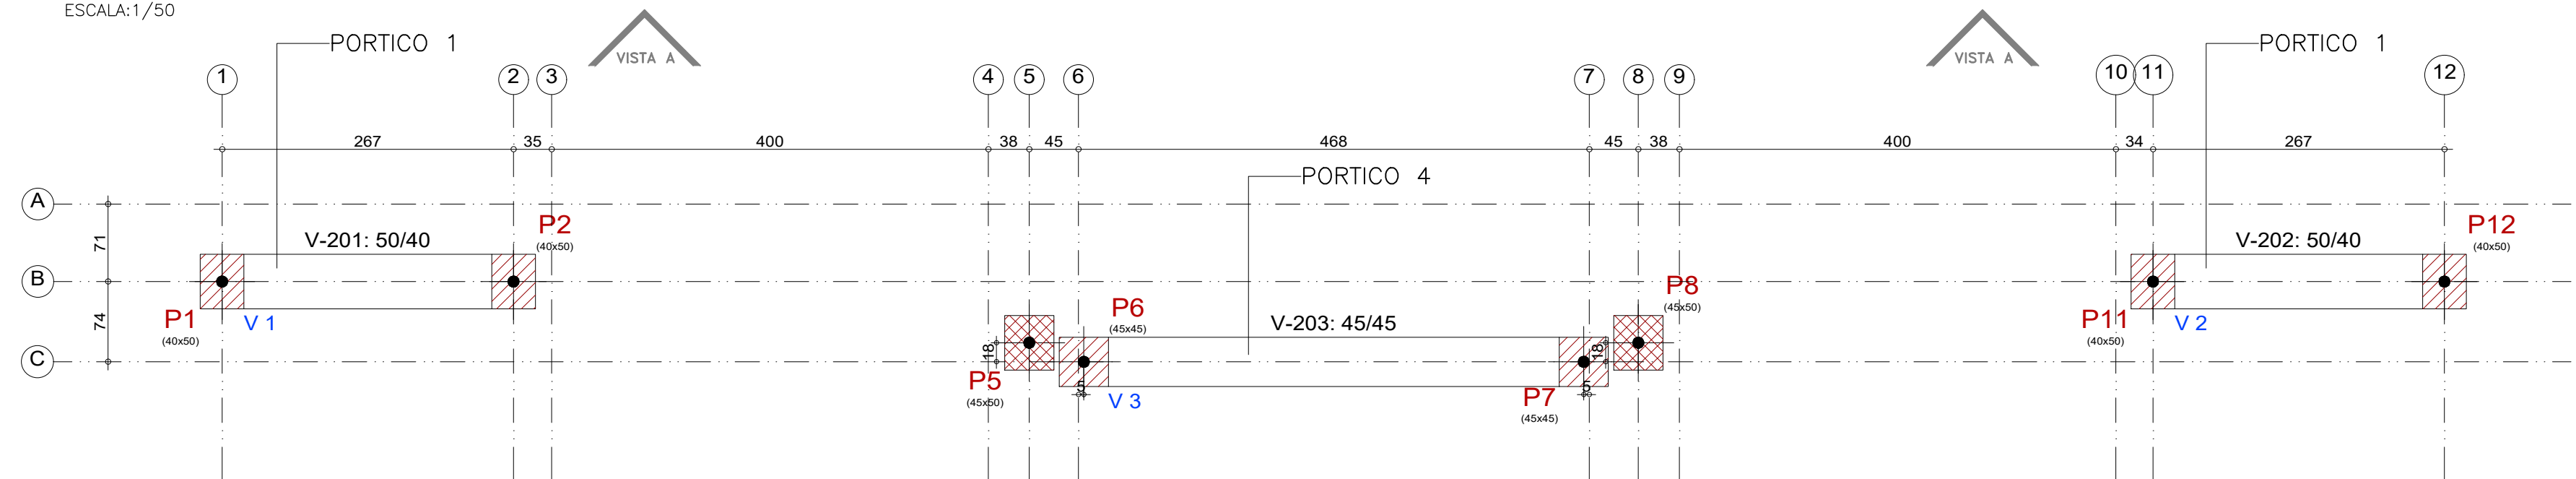 ESCALA:1/50
PORTICO 1
VISTA A
VISTA A
PORTICO 1
1 2 3 4 5 6 7 8 9 10 11 12
267 35 400 38 45 468 45 38 400 34 267
PORTICO 4
A
71
B
74
C
V-201: 50/40
P2
(40x50)
P1
(40x50)
V 1
V-202: 50/40
P12
(40x50)
P11
(40x50)
V 2
P8
(45x50)
P6
(45x45)
V-203: 45/45
18
18
P5
(45x50)
5
V 3
P7
(45x45)
5